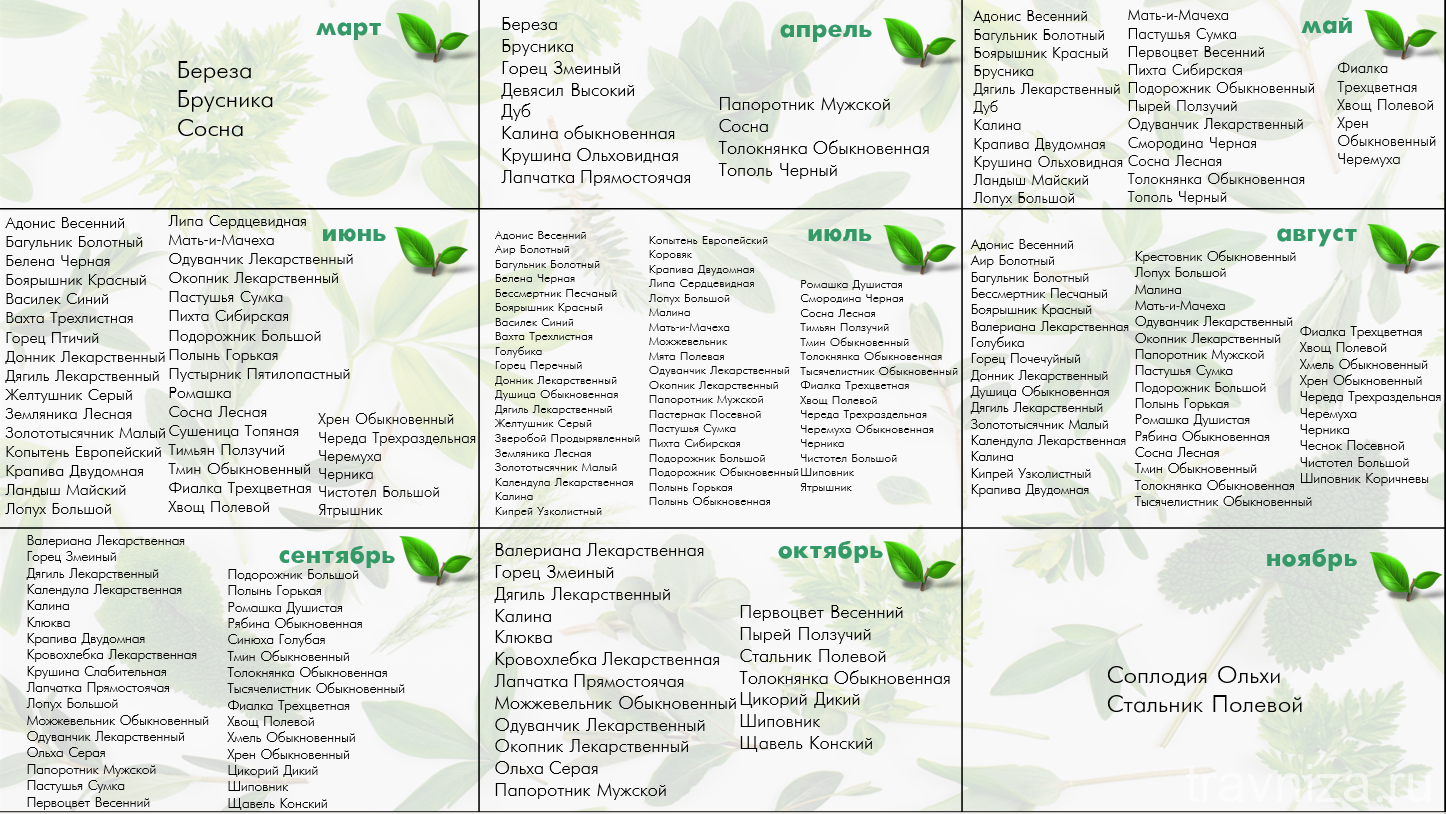 март
Береза
Брусника
Сосна
апрель
Береза
Брусника
Горец Змеиный
Девясил Высокий
Дуб
Калина обыкновенная
Крушина Ольховидная
Лапчатка Прямостоячая
Папоротник Мужской
Сосна
Толокнянка Обыкновенная
Тополь Черный
май
Адонис Весенний
Багульник Болотный
Боярышник Красный
Брусника
Дягиль Лекарственный
Дуб
Калина
Крапива Двудомная
Крушина Ольховидная
Ландыш Майский
Лопух Большой
Мать-и-Мачеха
Пастушья Сумка
Первоцвет Весенний
Пихта Сибирская
Подорожник Обыкновенный
Пырей Ползучий
Одуванчик Лекарственный
Смородина Черная
Сосна Лесная
Толокнянка Обыкновенная
Тополь Черный
Фиалка
Трехцветная
Хвощ Полевой
Хрен
Обыкновенный
Черемуха
июнь
Адонис Весенний
Багульник Болотный
Белена Черная
Боярышник Красный
Василек Синий
Вахта Трехлистная
Горец Птичий
Донник Лекарственный
Дягиль Лекарственный
Желтушник Серый
Земляника Лесная
Золототысячник Малый
Копытень Европейский
Крапива Двудомная
Ландыш Майский
Лопух Большой
Липа Сердцевидная
Мать-и-Мачеха
Одуванчик Лекарственный
Окопник Лекарственный
Пастушья Сумка
Пихта Сибирская
Подорожник Большой
Полынь Горькая
Пустырник Пятилопастный
Ромашка
Сосна Лесная
Сушеница Топяная
Тимьян Ползучий
Тмин Обыкновенный
Фиалка Трехцветная
Хвощ Полевой
Хрен Обыкновенный
Череда Трехраздельная
Черемуха
Черника
Чистотел Большой
Ятрышник
июль
Адонис Весенний
Аир Болотный
Багульник Болотный
Белена Черная
Бессмертник Песчаный
Боярышник Красный
Василек Синий
Вахта Трехлистная
Голубика
Горец Перечный
Донник Лекарственный
Душица Обыкновенная
Дягиль Лекарственный
Желтушник Серый
Зверобой Продырявленный
Земляника Лесная
Золототысячник Малый
Календула Лекарственная
Калина
Кипрей Узколистный
Копытень Европейский
Коровяк
Крапива Двудомная
Липа Сердцевидная
Лопух Большой
Малина
Мать-и-Мачеха
Можжевельник
Мята Полевая
Одуванчик Лекарственный
Окопник Лекарственный
Папоротник Мужской
Пастернак Посевной
Пастушья Сумка
Пихта Сибирская
Подорожник Большой
Подорожник Обыкновенный
Полынь Горькая
Полынь Обыкновенная
Ромашка Душистая
Смородина Черная
Сосна Лесная
Тимьян Ползучий
Тмин Обыкновенный
Толокнянка Обыкновенная
Тысячелистник Обыкновенный
Фиалка Трехцветная
Хвощ Полевой
Череда Трехраздельная
Черемуха Обыкновенная
Черника
Чистотел Большой
Шиповник
Ятрышник
август
Адонис Весенний
Аир Болотный
Багульник Болотный
Бессмертник Песчаный
Боярышник Красный
Валериана Лекарственная
Голубика
Горец Почечуйный
Донник Лекарственный
Душица Обыкновенная
Дягиль Лекарственный
Золототысячник Малый
Календула Лекарственная
Калина
Кипрей Узколистный
Крапива Двудомная
Крестовник Обыкновенный
Лопух Большой
Малина
Мать-и-Мачеха
Одуванчик Лекарственный
Окопник Лекарственный
Папоротник Мужской
Пастушья Сумка
Подорожник Большой
Полынь Горькая
Ромашка Душистая
Рябина Обыкновенная
Сосна Лесная
Тмин Обыкновенный
Толокнянка Обыкновенная
Тысячелистник Обыкновенный
Фиалка Трехцветная
Хвощ Полевой
Хмель Обыкновенный
Хрен Обыкновенный
Череда Трехраздельная
Черемуха
Черника
Чеснок Посевной
Чистотел Большой
Шиповник Коричневы
сентябрь
Валериана Лекарственная
Горец Змеиный
Дягиль Лекарственный
Календула Лекарственная
Калина
Клюква
Крапива Двудомная
Кровохлебка Лекарственная
Крушина Слабительная
Лапчатка Прямостоячая
Лопух Большой
Можжевельник Обыкновенный
Одуванчик Лекарственный
Ольха Серая
Папоротник Мужской
Пастушья Сумка
Первоцвет Весенний
Подорожник Большой
Полынь Горькая
Ромашка Душистая
Рябина Обыкновенная
Синюха Голубая
Тмин Обыкновенный
Толокнянка Обыкновенная
Тысячелистник Обыкновенный
Фиалка Трехцветная
Хвощ Полевой
Хмель Обыкновенный
Хрен Обыкновенный
Цикорий Дикий
Шиповник
Щавель Конский
октябрь
Валериана Лекарственная
Горец Змеиный
Дягиль Лекарственный
Калина
Клюква
Кровохлебка Лекарственная
Лапчатка Прямостоячая
Можжевельник Обыкновенный
Одуванчик Лекарственный
Окопник Лекарственный
Ольха Серая
Папоротник Мужской
Первоцвет Весенний
Пырей Ползучий
Стальник Полевой
Толокнянка Обыкновенная
Цикорий Дикий
Шиповник
Щавель Конский
ноябрь
Соплодия Ольхи
Стальник Полевой
travniza.ru